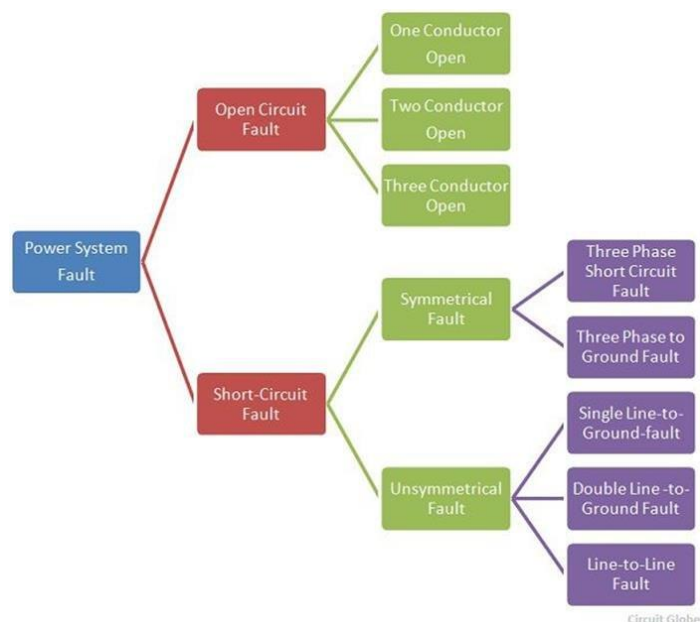 One Conductor
Open
Open Circuit
Fault
Two Conductor
Open
Three Conductor
Open
Power System
Fault
Three Phase
Short Circuit
Fault
Symmetrical
Fault
Three Phase to
Ground Fault
Short-Circuit
Fault
Single Line-to-
Ground-fault
Unsymmetrical
Fault
Double Line -to-
Ground Fault
Line-to-Line
Fault
Circuit Globe